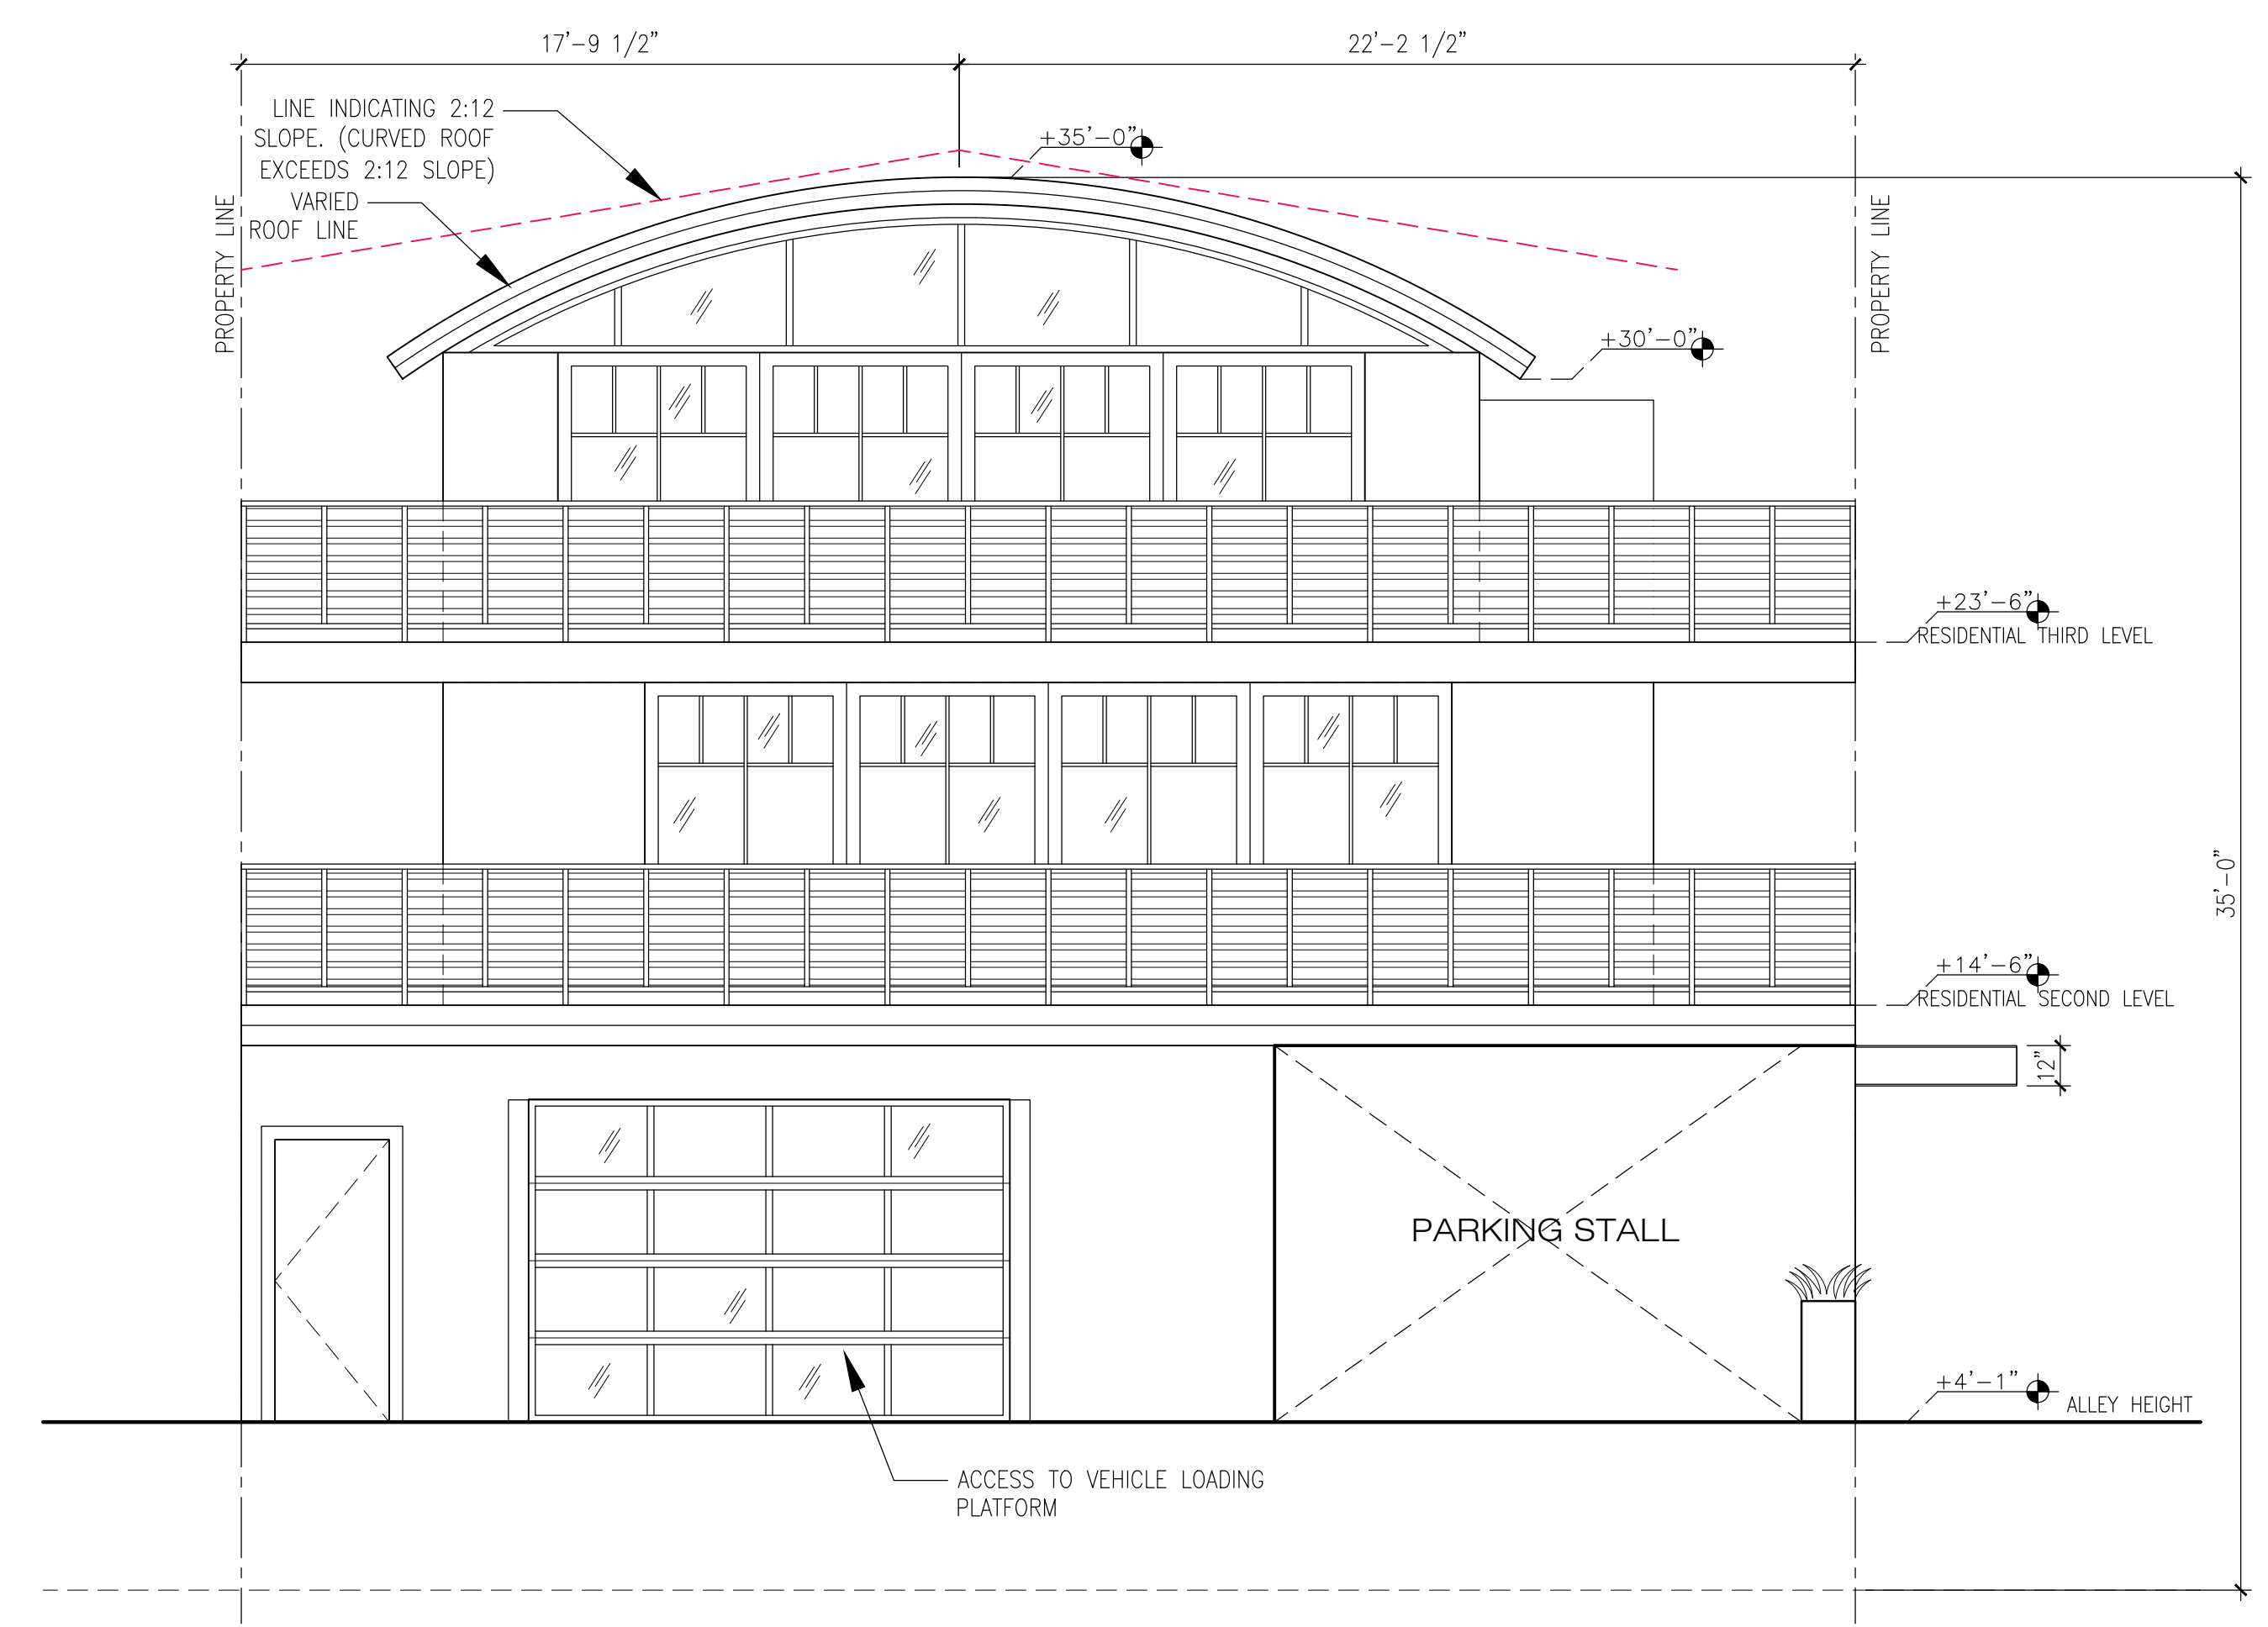 17'-9 1/2"
22'-2 1/2"
LINE INDICATING 2:12
SLOPE. (CURVED ROOF
EXCEEDS 2:12 SLOPE)
+35'-0"
VARIED
ROOF LINE
PROPERTY LINE
PROPERTY LINE
+30'-0"
+23'-6"
RESIDENTIAL THIRD LEVEL
35'-0"
+14'-6"
RESIDENTIAL SECOND LEVEL
12"
PARKING STALL
+4'-1"
ALLEY HEIGHT
ACCESS TO VEHICLE LOADING
PLATFORM